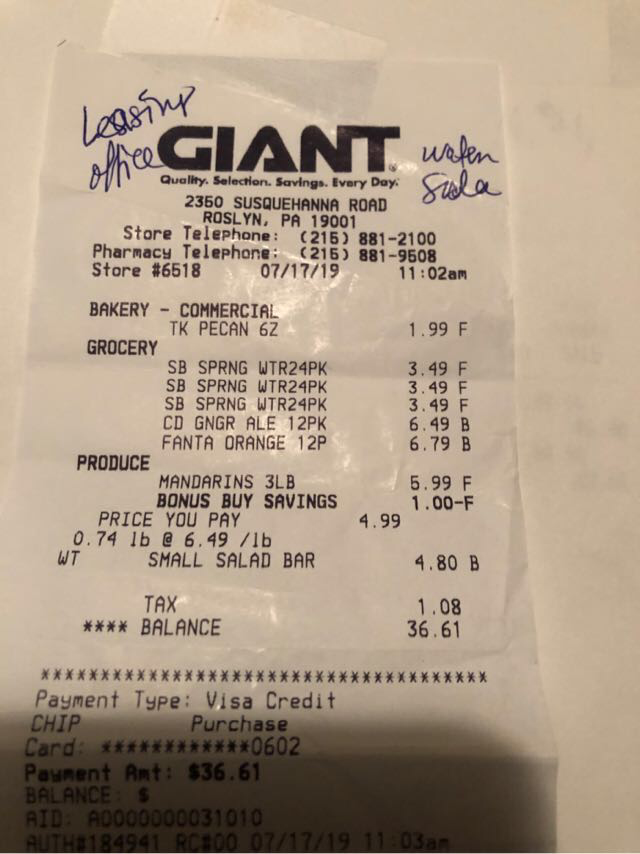 Leasing
office
GIANT
water
Soda
Quality. Selection. Savings. Every Day.
2350 SUSQUEHANNA ROAD
ROSLYN, PA 19001
Store Telephone: (215) 881-2100
Pharmacy Telephone: (215) 881-9508
Store #6518 07/17/19 11:02am
BAKERY - COMMERCIAL
TK PECAN 6Z 1.99 F
GROCERY
SB SPRNG WTR24PK 3.49 F
SB SPRNG WTR24PK 3.49 F
SB SPRNG WTR24PK 3.49 F
CD GNGR ALE 12PK 6.49 B
FANTA ORANGE 12P 6.79 B
PRODUCE
MANDARINS 3LB 5.99 F
BONUS BUY SAVINGS 1.00-F
PRICE YOU PAY 4.99
0.74 lb @ 6.49 /lb
WT SMALL SALAD BAR 4.80 B
TAX 1.08
**** BALANCE 36.61
***************************************
Payment Type: Visa Credit
CHIP Purchase
Card: ************0602
Payment Amt: $36.61
BALANCE: $
AID: A0000000031010
AUTH#184941 RC#00 07/17/19 11:03am